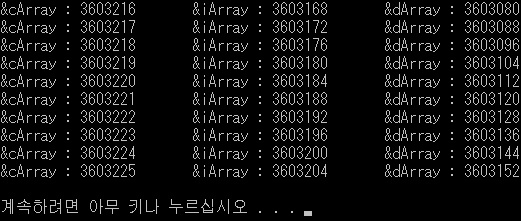 &cArray : 3603216 &iArray : 3603168 &dArray : 3603080
&cArray : 3603217 &iArray : 3603172 &dArray : 3603088
&cArray : 3603218 &iArray : 3603176 &dArray : 3603096
&cArray : 3603219 &iArray : 3603180 &dArray : 3603104
&cArray : 3603220 &iArray : 3603184 &dArray : 3603112
&cArray : 3603221 &iArray : 3603188 &dArray : 3603120
&cArray : 3603222 &iArray : 3603192 &dArray : 3603128
&cArray : 3603223 &iArray : 3603196 &dArray : 3603136
&cArray : 3603224 &iArray : 3603200 &dArray : 3603144
&cArray : 3603225 &iArray : 3603204 &dArray : 3603152
계속하려면 아무 키나 누르십시오 . . .